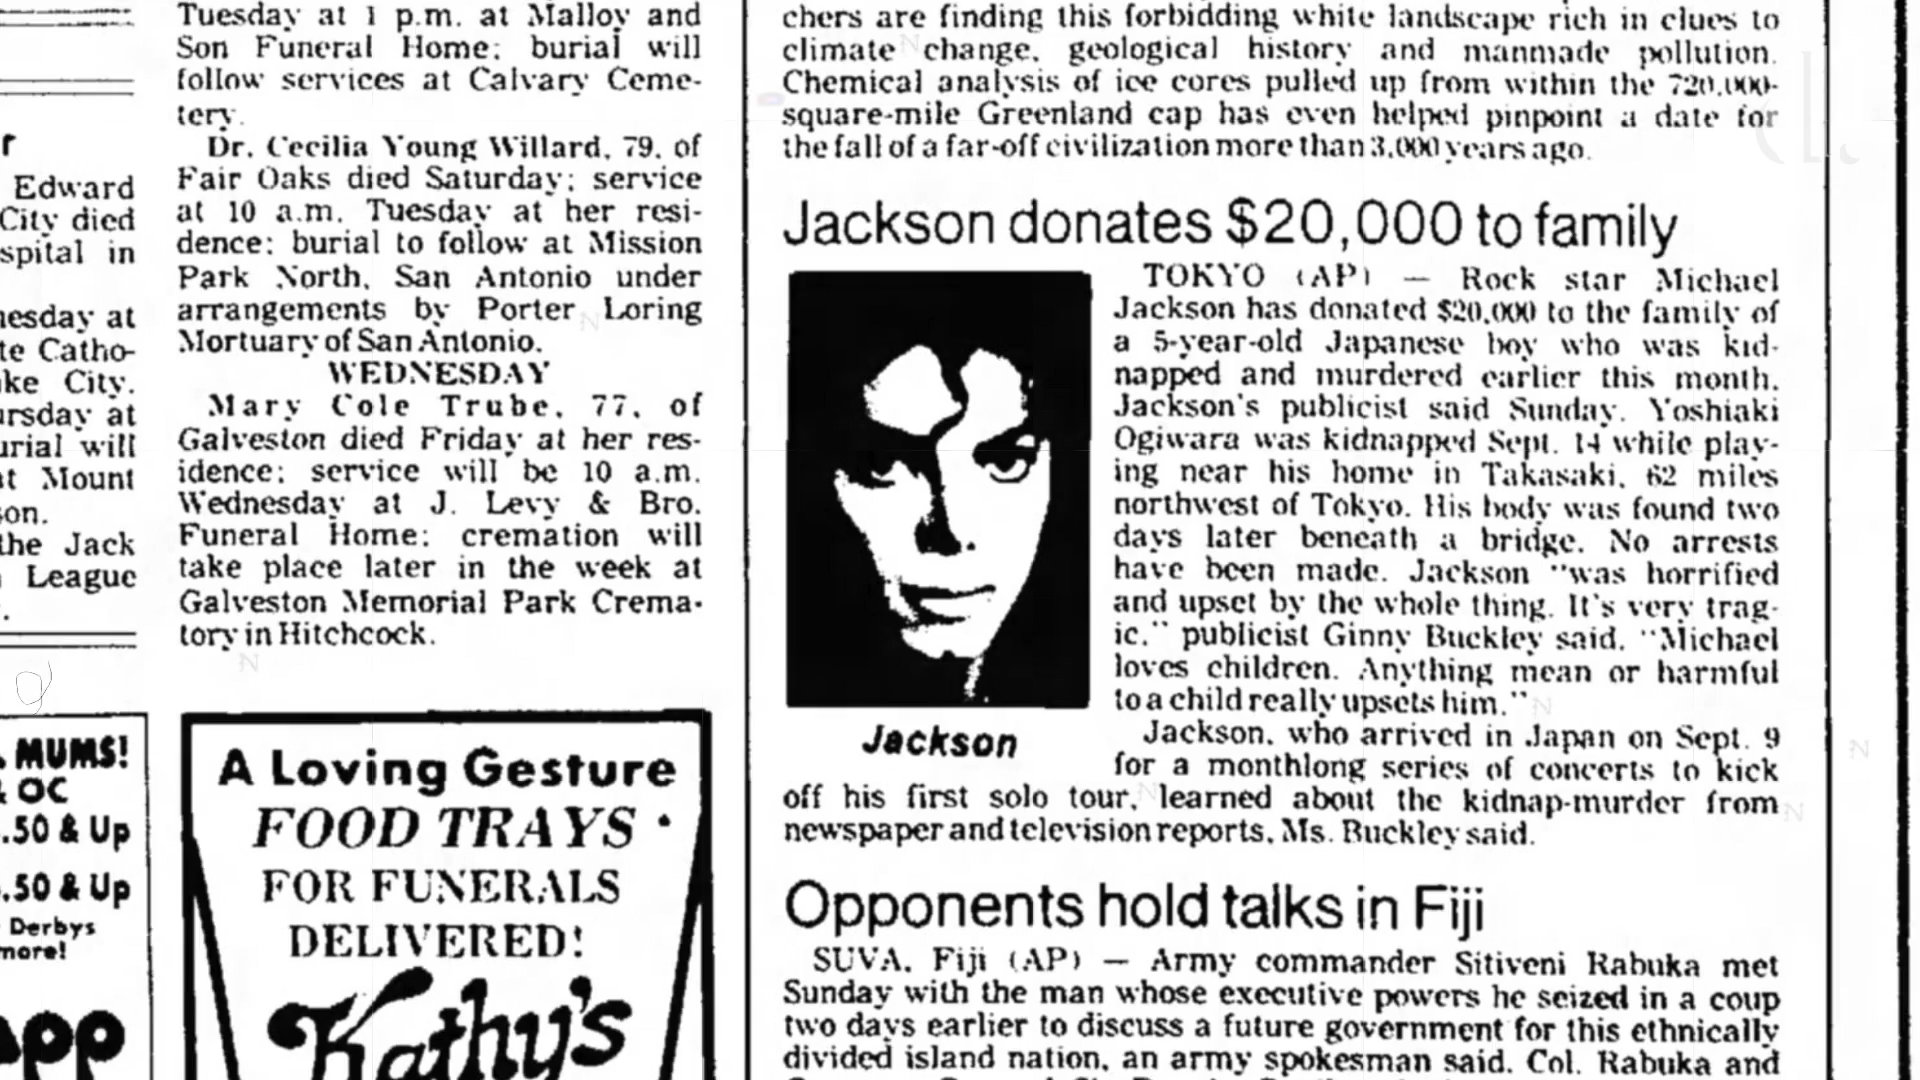 r
Edward
City died
spital in
nesday at
te Catho-
ke City.
ursday at
urial will
t Mount
son.
the Jack
League
MUMS!
& OC
.50 & Up
.50 & Up
Derbys
more!
app
Tuesday at 1 p.m. at Malloy and
Son Funeral Home; burial will
follow services at Calvary Ceme-
tery.
Dr. Cecilia Young Willard, 79, of
Fair Oaks died Saturday; service
at 10 a.m. Tuesday at her resi-
dence; burial to follow at Mission
Park North, San Antonio under
arrangements by Porter Loring
Mortuary of San Antonio.
WEDNESDAY
Mary Cole Trube, 77, of
Galveston died Friday at her res-
idence; service will be 10 a.m.
Wednesday at J. Levy & Bro.
Funeral Home; cremation will
take place later in the week at
Galveston Memorial Park Crema-
tory in Hitchcock.
A Loving Gesture
FOOD TRAYS
FOR FUNERALS
DELIVERED!
Kathy's
chers are finding this forbidding white landscape rich in clues to
climate change, geological history and manmade pollution.
Chemical analysis of ice cores pulled up from within the 720,000-
square-mile Greenland cap has even helped pinpoint a date for
the fall of a far-off civilization more than 3,000 years ago.
Jackson donates $20,000 to family
TOKYO (AP) — Rock star Michael
Jackson has donated $20,000 to the family of
a 5-year-old Japanese boy who was kid-
napped and murdered earlier this month,
Jackson's publicist said Sunday. Yoshiaki
Ogiwara was kidnapped Sept. 14 while play-
ing near his home in Takasaki, 62 miles
northwest of Tokyo. His body was found two
days later beneath a bridge. No arrests
have been made. Jackson "was horrified
and upset by the whole thing. It's very trag-
ic," publicist Ginny Buckley said. "Michael
loves children. Anything mean or harmful
to a child really upsets him."
Jackson
Jackson, who arrived in Japan on Sept. 9
for a monthlong series of concerts to kick
off his first solo tour, learned about the kidnap-murder from
newspaper and television reports, Ms. Buckley said.
Opponents hold talks in Fiji
SUVA, Fiji (AP) — Army commander Sitiveni Rabuka met
Sunday with the man whose executive powers he seized in a coup
two days earlier to discuss a future government for this ethnically
divided island nation, an army spokesman said. Col. Rabuka and